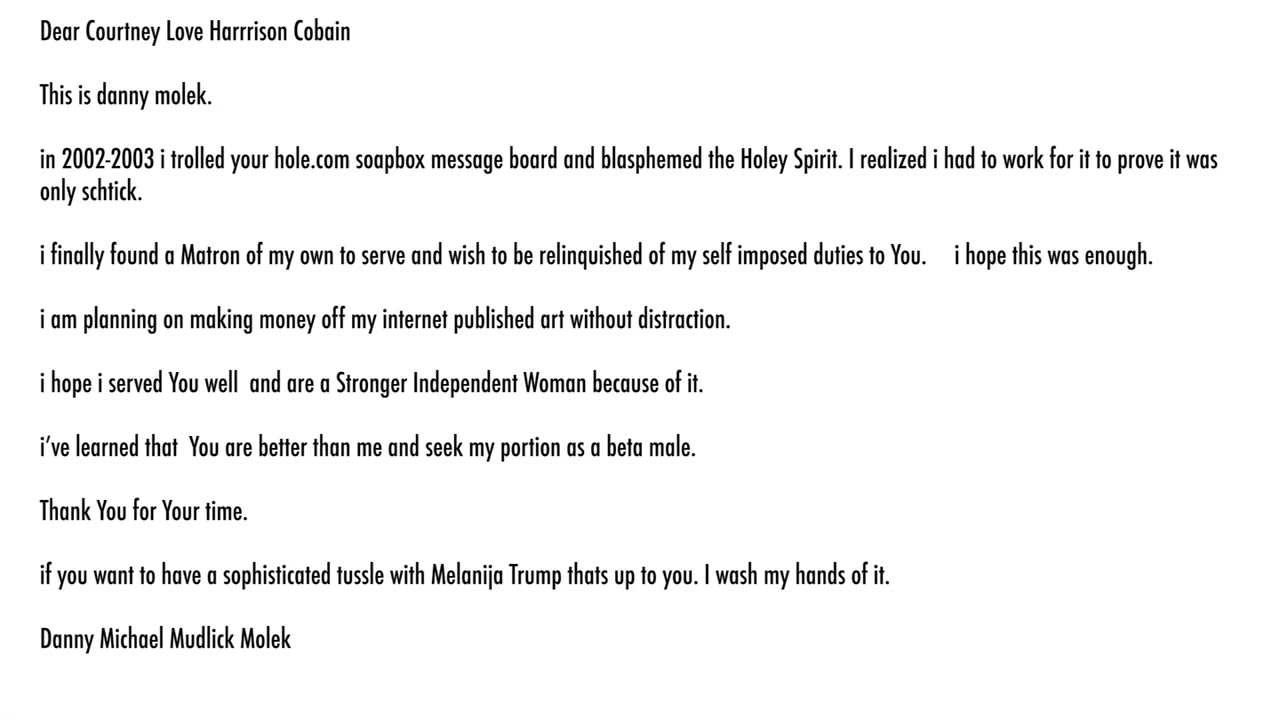 Dear Courtney Love Harrrison Cobain
This is danny molek.
in 2002-2003 i trolled your hole.com soapbox message board and blasphemed the Holey Spirit. I realized i had to work for it to prove it was
only schtick.
i finally found a Matron of my own to serve and wish to be relinquished of my self imposed duties to You.    i hope this was enough.
i am planning on making money off my internet published art without distraction.
i hope i served You well  and are a Stronger Independent Woman because of it.
i’ve learned that  You are better than me and seek my portion as a beta male.
Thank You for Your time.
if you want to have a sophisticated tussle with Melanija Trump thats up to you. I wash my hands of it.
Danny Michael Mudlick Molek